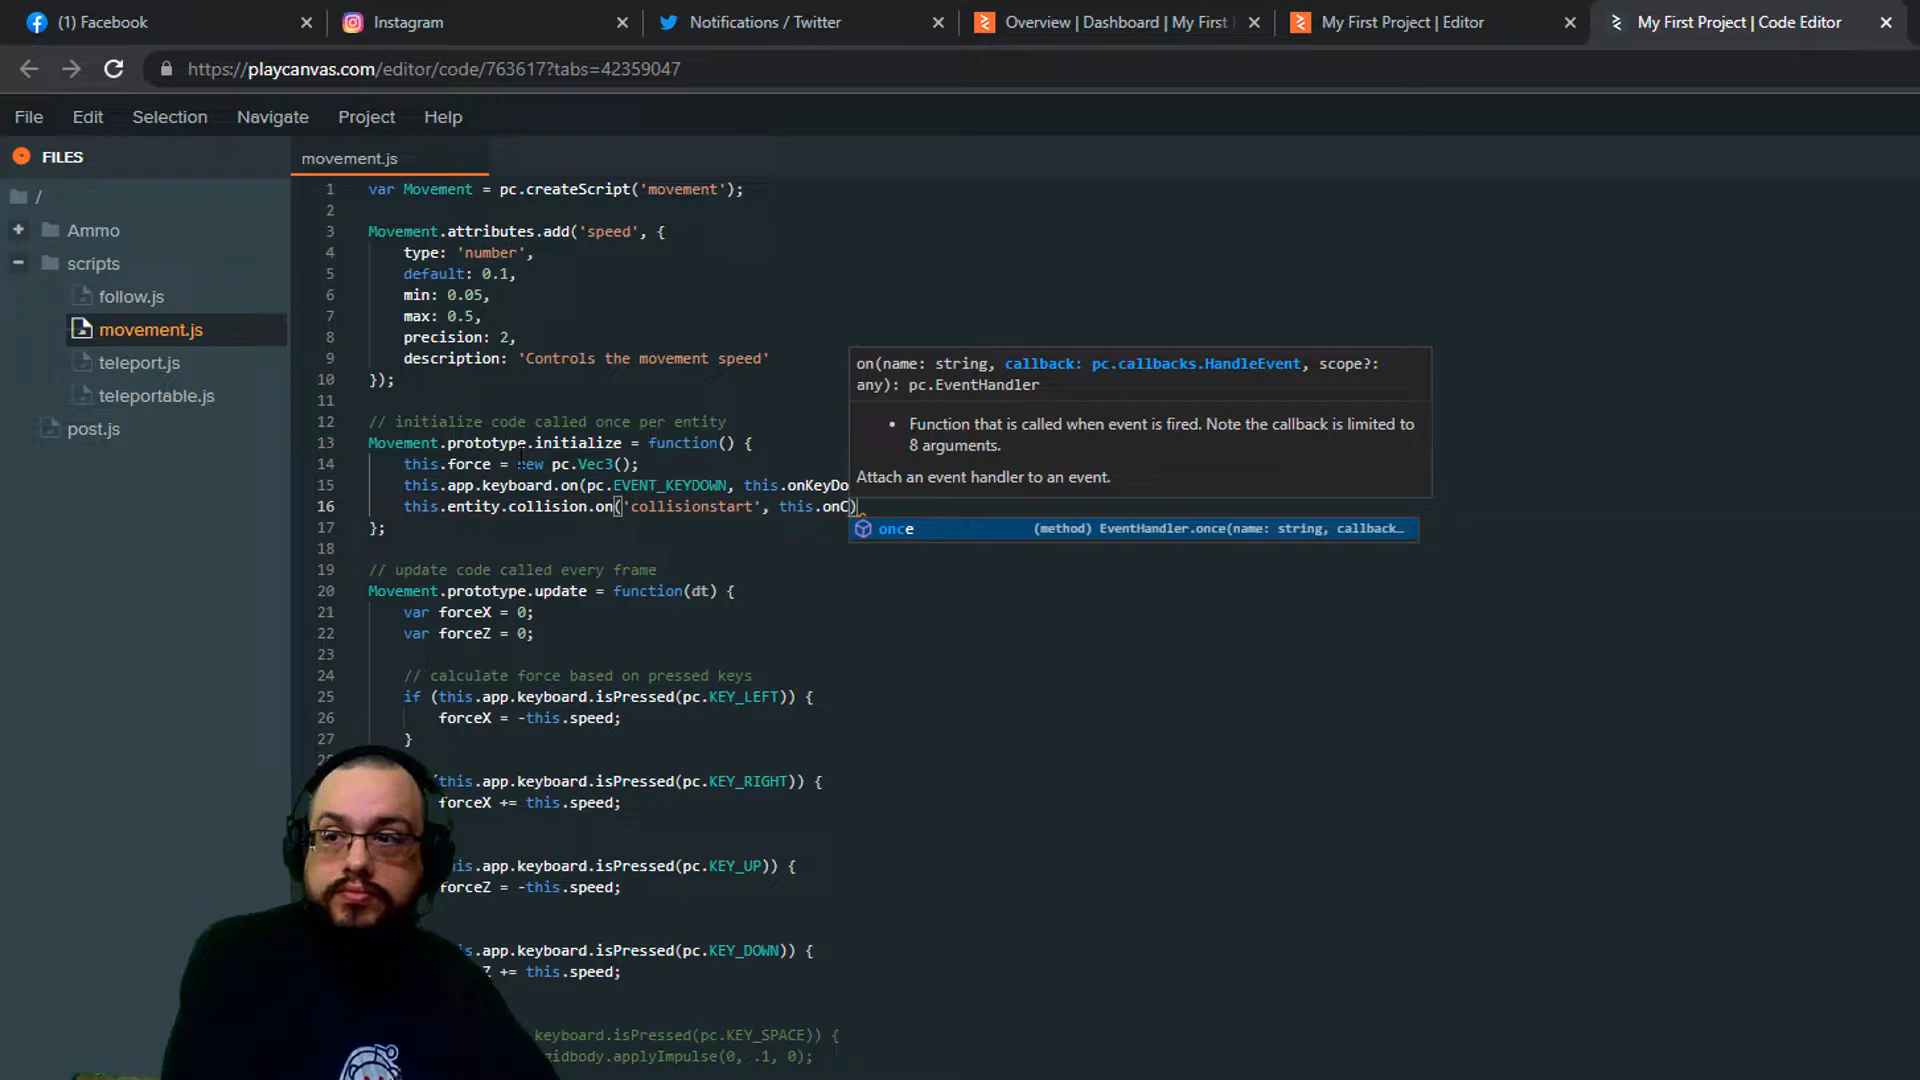 (1) Facebook
Instagram
Notifications / Twitter
Overview | Dashboard | My First
My First Project | Editor
My First Project | Code Editor
https://playcanvas.com/editor/code/763617?tabs=42359047
File Edit Selection Navigate Project Help
FILES
/
Ammo
scripts
follow.js
movement.js
teleport.js
teleportable.js
post.js
movement.js
1 var Movement = pc.createScript('movement');
2
3 Movement.attributes.add('speed', {
4 type: 'number',
5 default: 0.1,
6 min: 0.05,
7 max: 0.5,
8 precision: 2,
9 description: 'Controls the movement speed'
10 });
11
12 // initialize code called once per entity
13 Movement.prototype.initialize = function() {
14 this.force = new pc.Vec3();
15 this.app.keyboard.on(pc.EVENT_KEYDOWN, this.onKeyDo
16 this.entity.collision.on('collisionstart', this.onC)
17 };
18
19 // update code called every frame
20 Movement.prototype.update = function(dt) {
21 var forceX = 0;
22 var forceZ = 0;
23
24 // calculate force based on pressed keys
25 if (this.app.keyboard.isPressed(pc.KEY_LEFT)) {
26 forceX = -this.speed;
27 }
(this.app.keyboard.isPressed(pc.KEY_RIGHT)) {
forceX += this.speed;
.app.keyboard.isPressed(pc.KEY_UP)) {
forceZ = -this.speed;
.app.keyboard.isPressed(pc.KEY_DOWN)) {
Z += this.speed;
keyboard.isPressed(pc.KEY_SPACE)) {
.applyImpulse(0, .1, 0);
on(name: string, callback: pc.callbacks.HandleEvent, scope?:
any): pc.EventHandler
• Function that is called when event is fired. Note the callback is limited to
8 arguments.
Attach an event handler to an event.
once (method) EventHandler.once(name: string, callback…